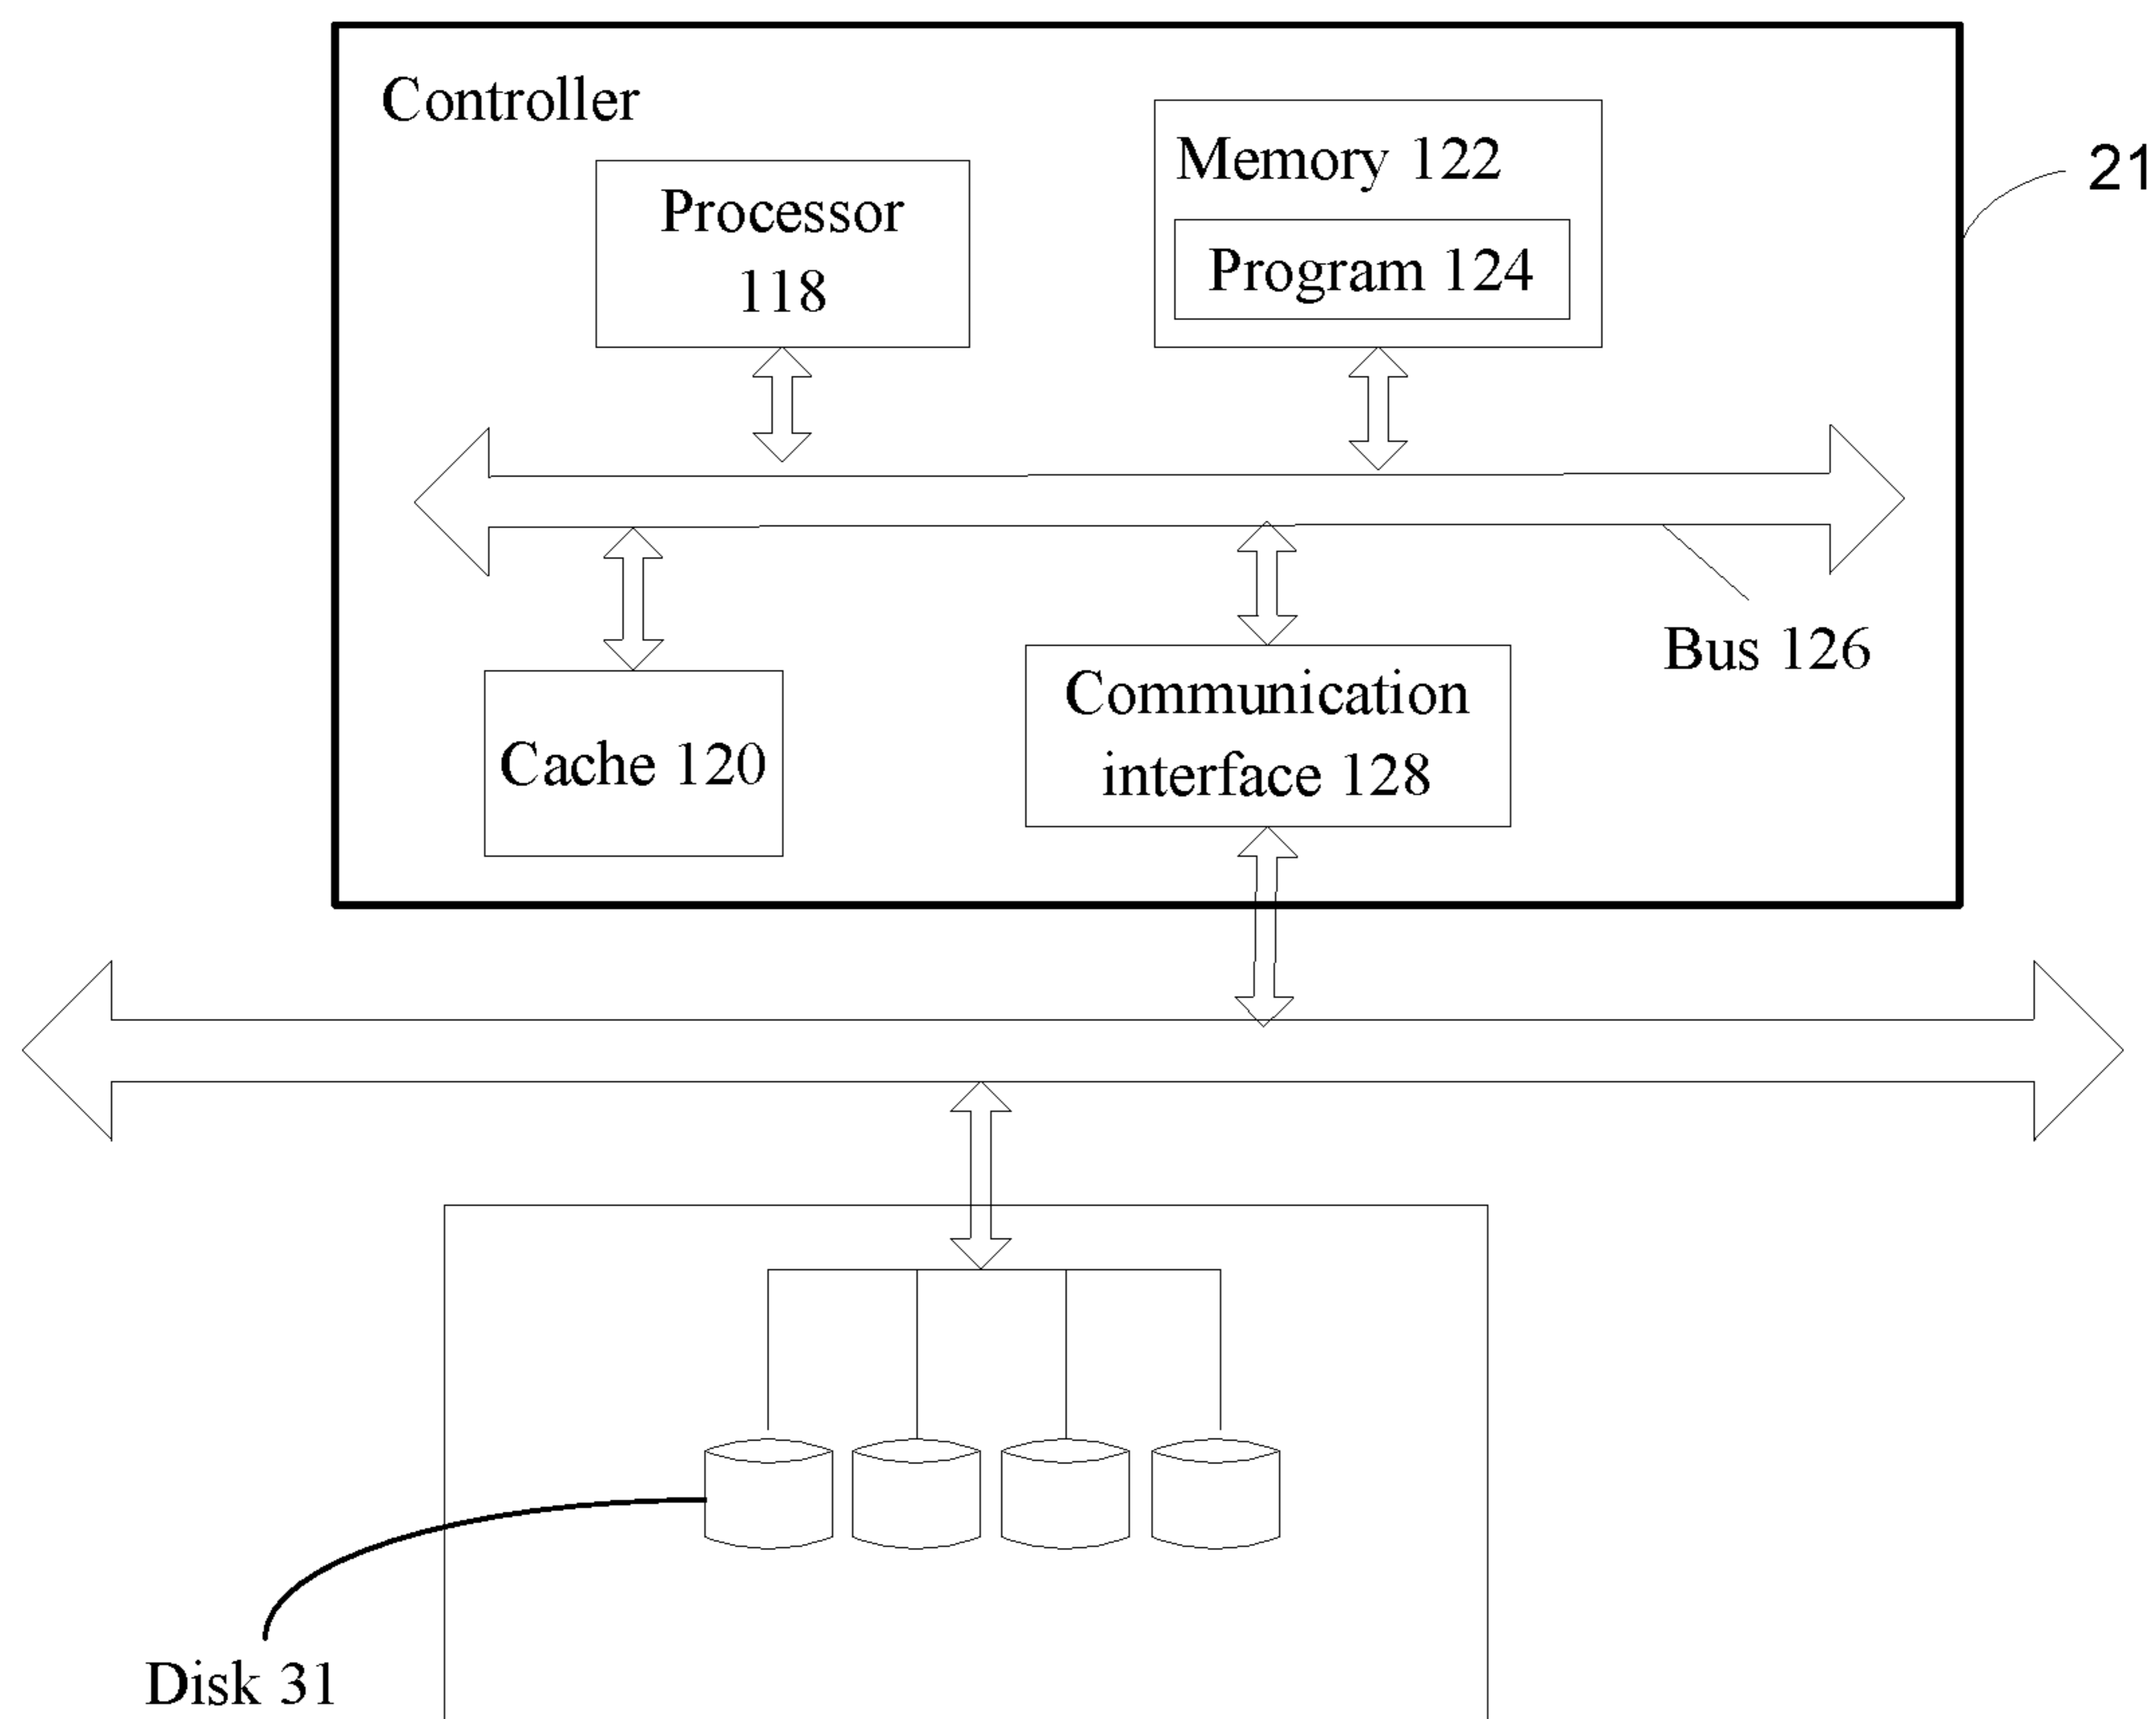 Controller
Processor
118
Memory 122
Program 124
21
Bus 126
Cache 120
Communication
interface 128
Disk 31